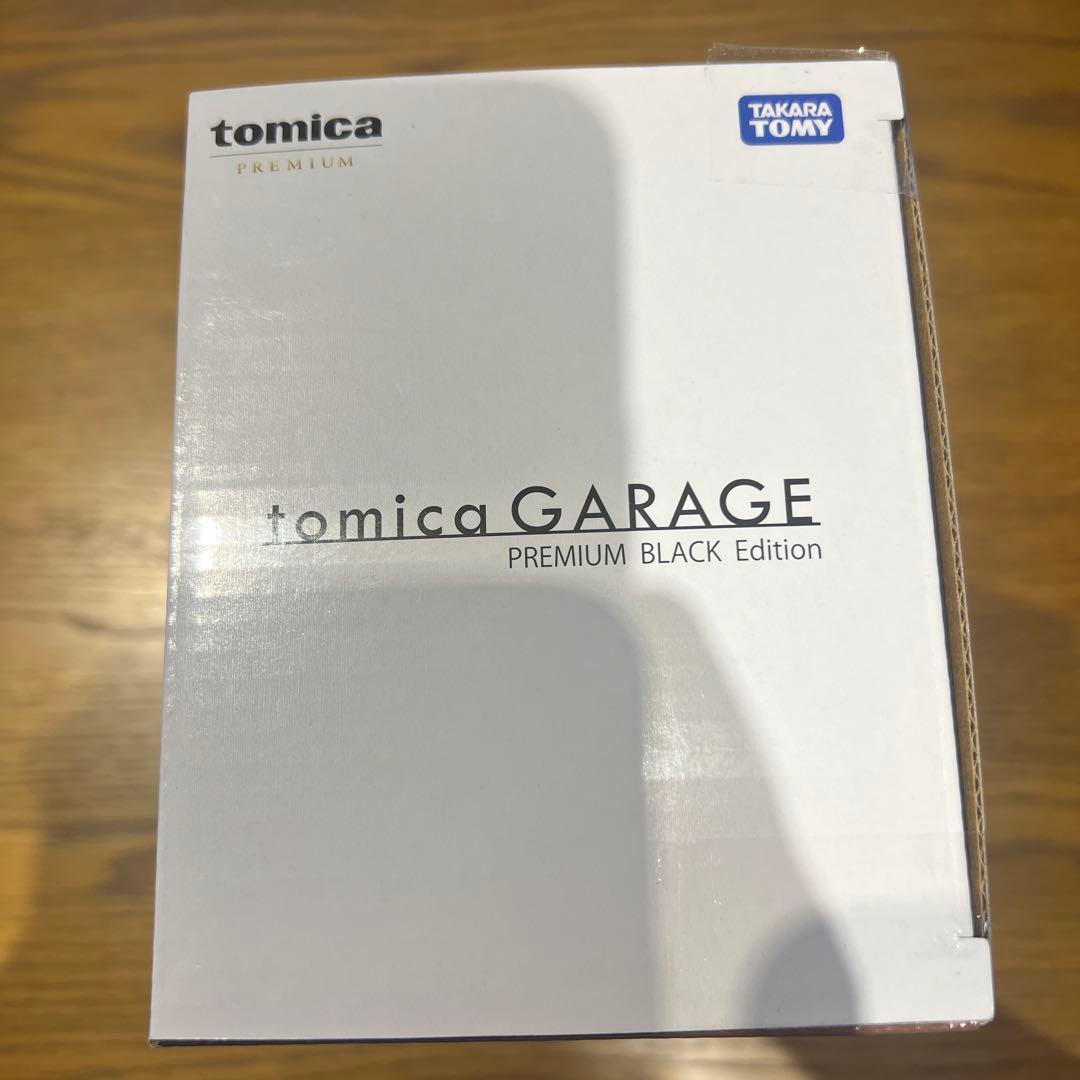 tomica
PREMIUM
TAKARA
TOMY
tomica GARAGE
PREMIUM BLACK Edition